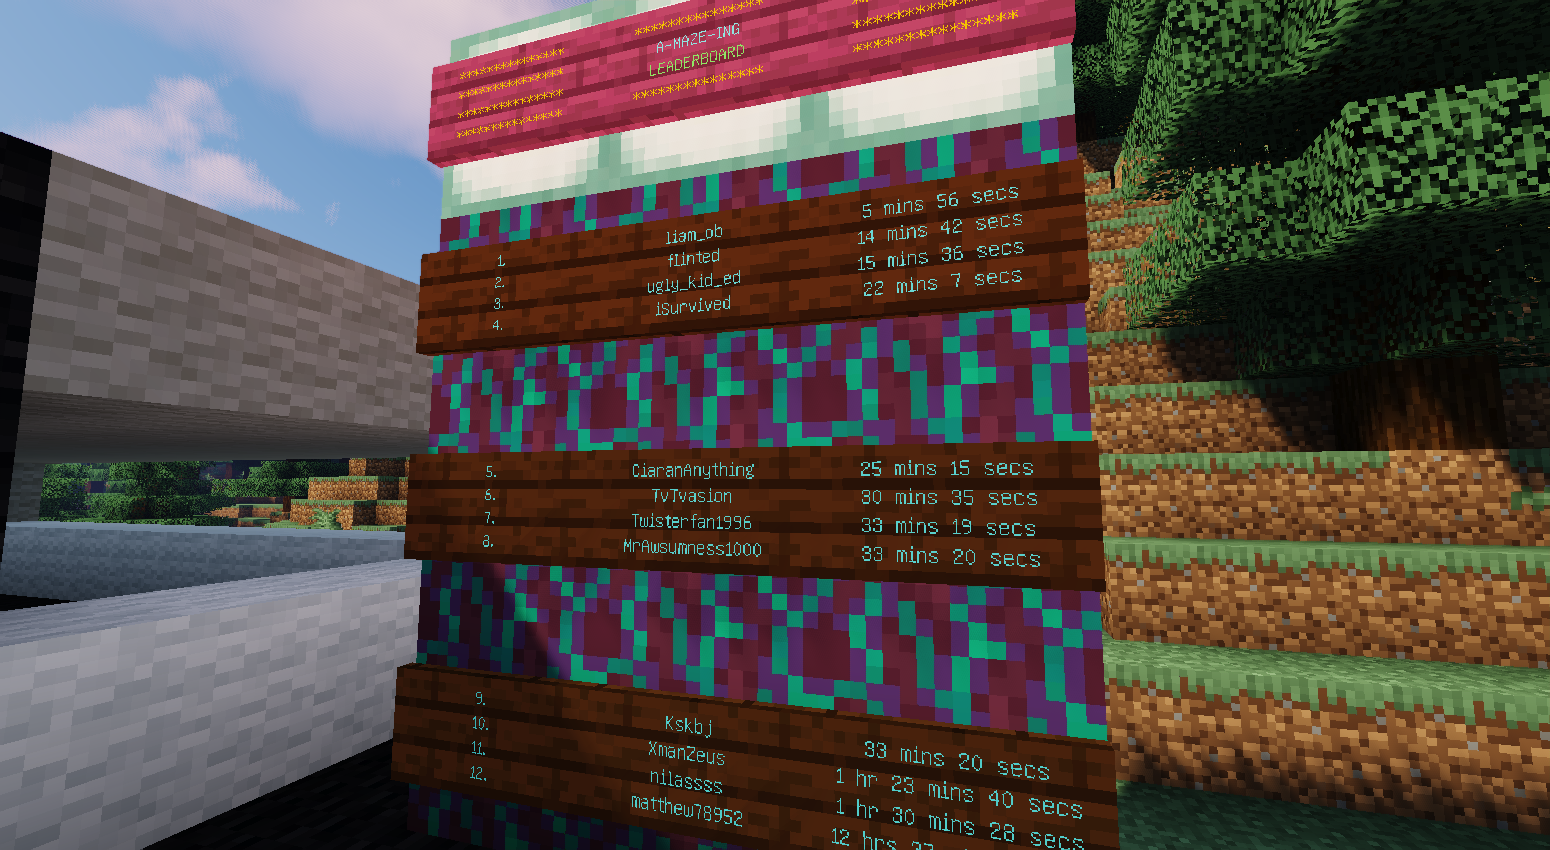 A-MAZE-ING
LEADERBOARD
1. liam_ob 5 mins 56 secs
2. flinted 14 mins 42 secs
3. ugly_kid_ed 15 mins 36 secs
4. iSurvived 22 mins 7 secs
5. CiaranAnything 25 mins 15 secs
6. TvTvasion 30 mins 35 secs
7. Twisterfan1996 33 mins 19 secs
8. MrAwsumness1000 33 mins 20 secs
9. Kskbj 33 mins 20 secs
10. XmanZeus 1 hr 23 mins 40 secs
11. nilassss 1 hr 30 mins 28 secs
12. matthew78952 12 hrs